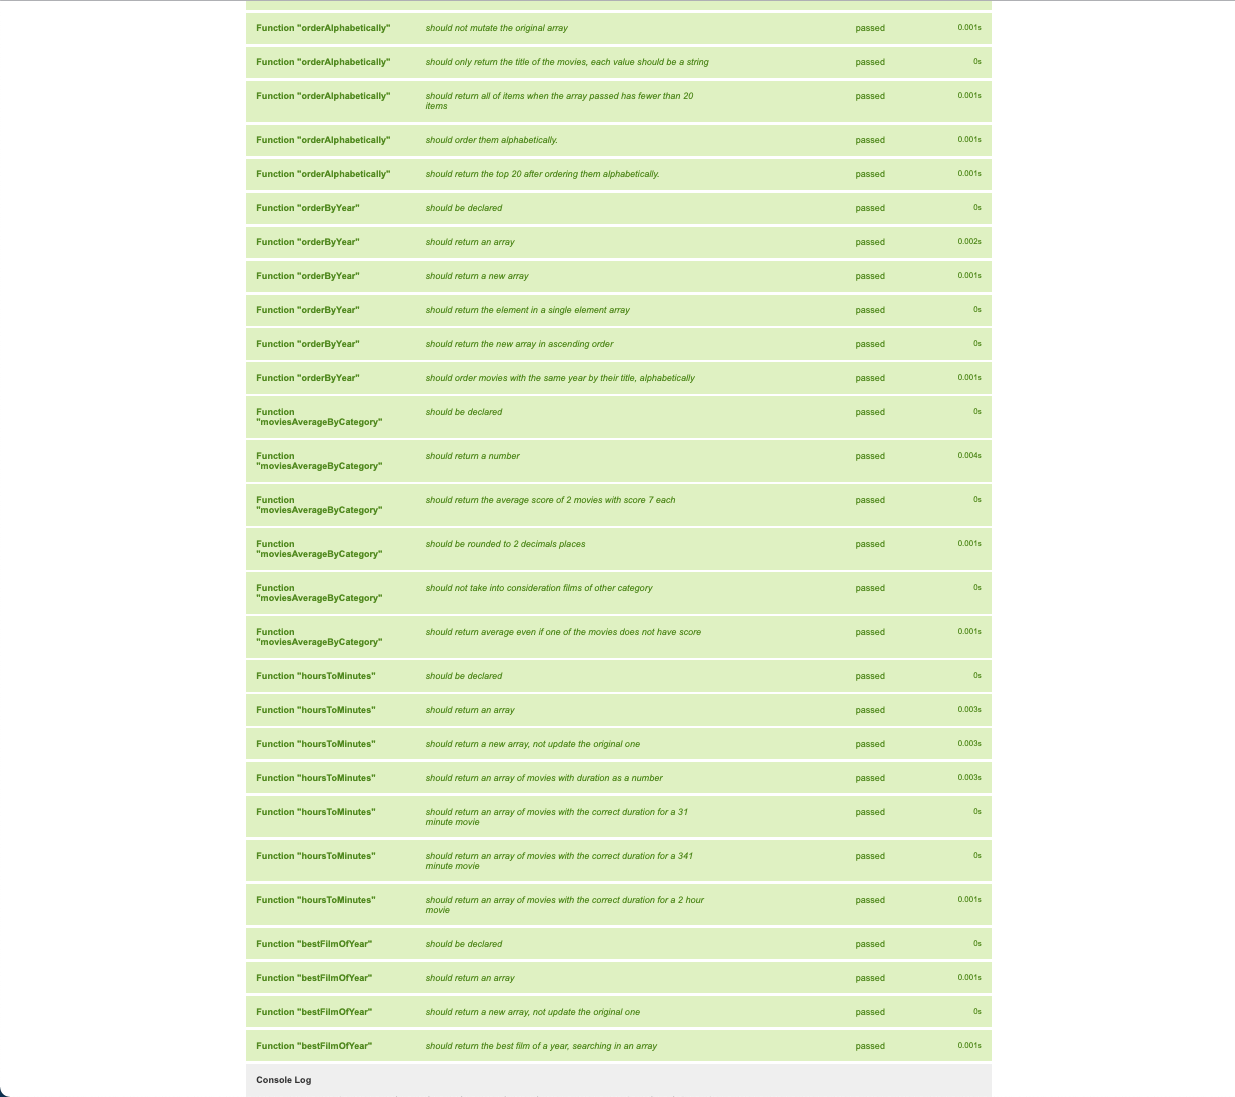 Function "orderAlphabetically" should not mutate the original array passed 0.001s
Function "orderAlphabetically" should only return the title of the movies, each value should be a string passed 0s
Function "orderAlphabetically" should return all of items when the array passed has fewer than 20 passed 0.001s
items
Function "orderAlphabetically" should order them alphabetically. passed 0.001s
Function "orderAlphabetically" should return the top 20 after ordering them alphabetically. passed 0.001s
Function "orderByYear" should be declared passed 0s
Function "orderByYear" should return an array passed 0.002s
Function "orderByYear" should return a new array passed 0.001s
Function "orderByYear" should return the element in a single element array passed 0s
Function "orderByYear" should return the new array in ascending order passed 0s
Function "orderByYear" should order movies with the same year by their title, alphabetically passed 0.001s
Function should be declared passed 0s
"moviesAverageByCategory"
Function should return a number passed 0.004s
"moviesAverageByCategory"
Function should return the average score of 2 movies with score 7 each passed 0s
"moviesAverageByCategory"
Function should be rounded to 2 decimals places passed 0.001s
"moviesAverageByCategory"
Function should not take into consideration films of other category passed 0s
"moviesAverageByCategory"
Function should return average even if one of the movies does not have score passed 0.001s
"moviesAverageByCategory"
Function "hoursToMinutes" should be declared passed 0s
Function "hoursToMinutes" should return an array passed 0.003s
Function "hoursToMinutes" should return a new array, not update the original one passed 0.003s
Function "hoursToMinutes" should return an array of movies with duration as a number passed 0.003s
Function "hoursToMinutes" should return an array of movies with the correct duration for a 31 passed 0s
minute movie
Function "hoursToMinutes" should return an array of movies with the correct duration for a 341 passed 0s
minute movie
Function "hoursToMinutes" should return an array of movies with the correct duration for a 2 hour passed 0.001s
movie
Function "bestFilmOfYear" should be declared passed 0s
Function "bestFilmOfYear" should return an array passed 0.001s
Function "bestFilmOfYear" should return a new array, not update the original one passed 0s
Function "bestFilmOfYear" should return the best film of a year, searching in an array passed 0.001s
Console Log